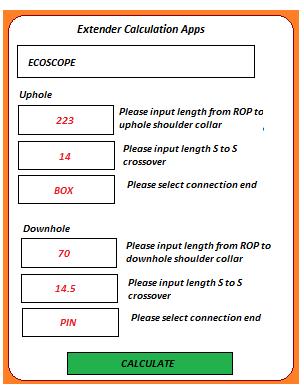 Extender Calculation Apps
ECOSCOPE
Uphole
223
Please input length from ROP to
uphole shoulder collar
14
Please input length S to S
crossover
BOX
Please select connection end
Downhole
70
Please input length from ROP to
downhole shoulder collar
14.5
Please input length S to S
crossover
PIN
Please select connection end
CALCULATE